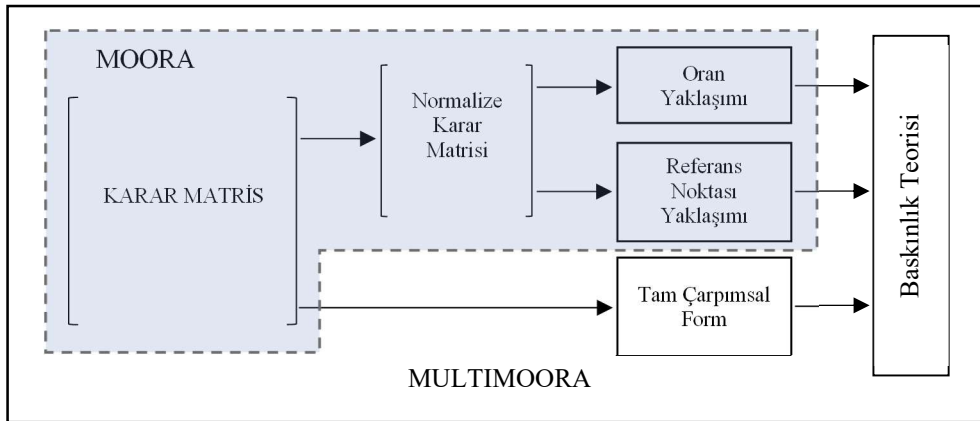 MOORA
KARAR MATRİS
Normalize
Karar
Matrisi
Oran
Yaklaşımı
Referans
Noktası
Yaklaşımı
Tam Çarpımsal
Form
Baskınlık Teorisi
MULTIMOORA